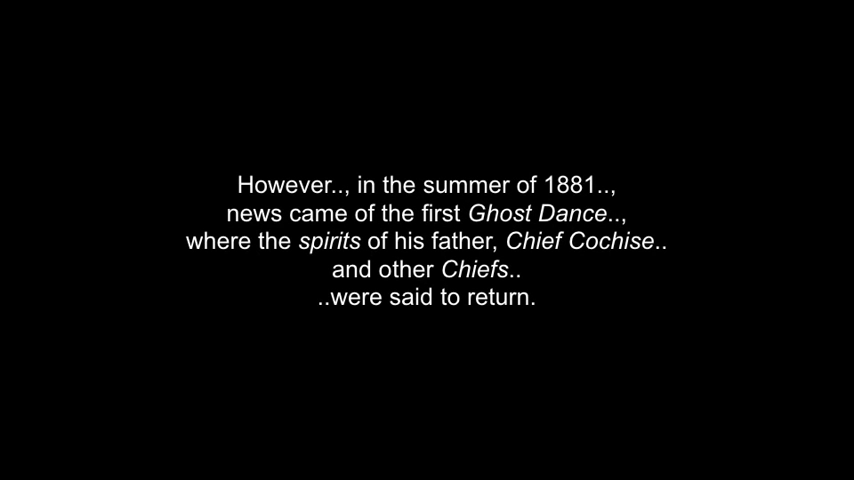 However.., in the summer of 1881..,
news came of the first Ghost Dance..,
where the spirits of his father, Chief Cochise..
and other Chiefs..
..were said to return.